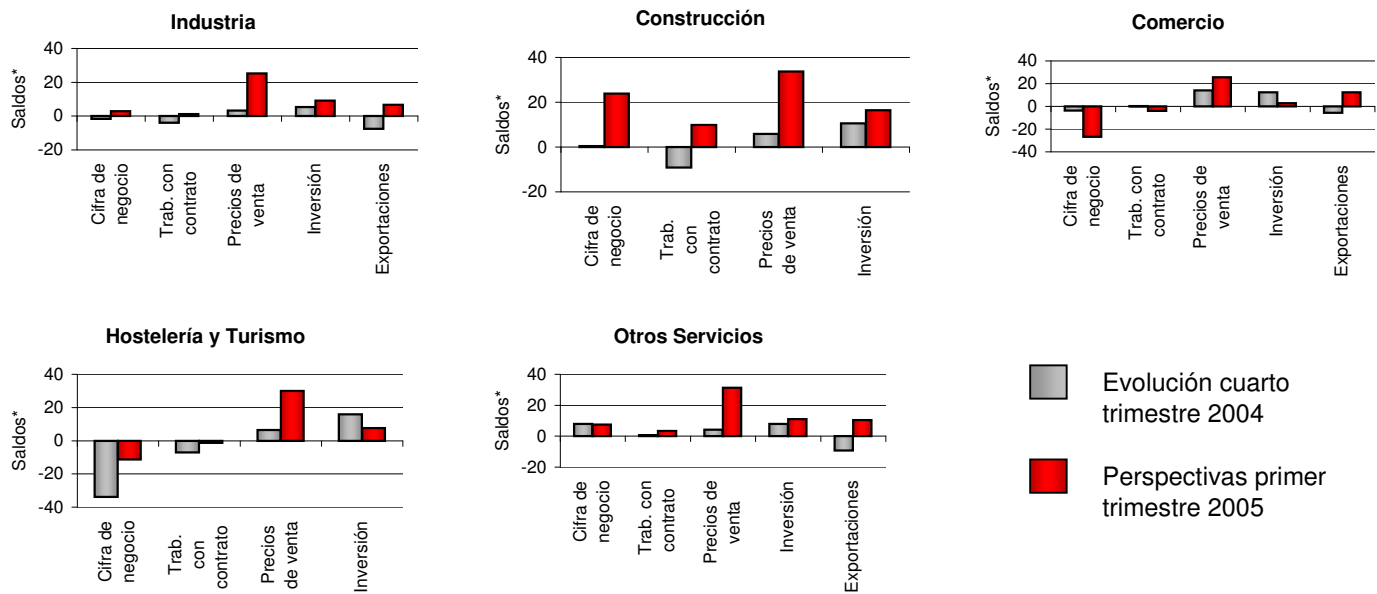 Industria
40
20
0
-20
Saldos*
Cifra de
negocio
Trab. con
contrato
Precios de
venta
Inversión
Exportaciones
Construcción
40
20
0
-20
Saldos*
Cifra de
negocio
Trab.
con
contrato
Precios
de venta
Inversión
Comercio
40
20
0
-20
-40
Saldos*
Cifra de
negocio
Trab. con
contrato
Precios de
venta
Inversión
Exportaciones
Hostelería y Turismo
40
20
0
-20
-40
Saldos*
Cifra de
negocio
Trab.
con
contrato
Precios
de venta
Inversión
Otros Servicios
40
20
0
-20
Saldos*
Cifra de
negocio
Trab. con
contrato
Precios de
venta
Inversión
Exportaciones
Evolución cuarto
trimestre 2004
Perspectivas primer
trimestre 2005